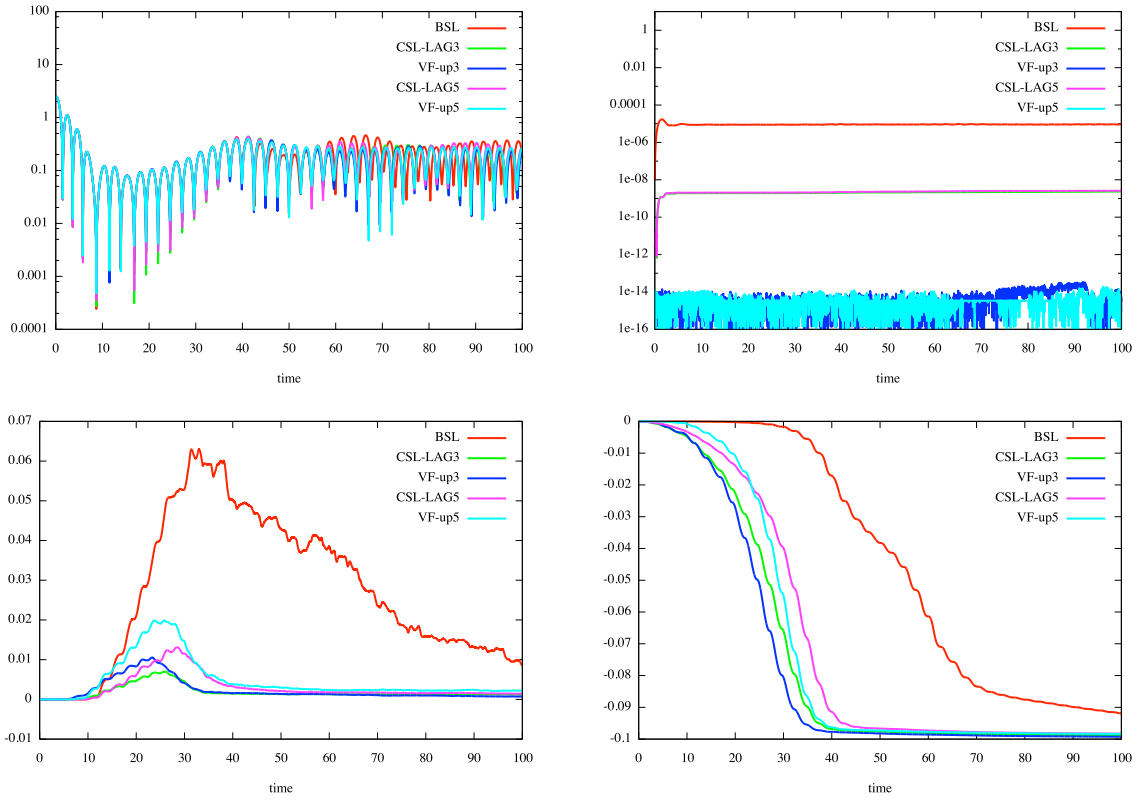 100
10
1
0.1
0.01
0.001
0.0001
0 10 20 30 40 50 60 70 80 90 100
time
BSL
CSL-LAG3
VF-up3
CSL-LAG5
VF-up5
1
0.01
0.0001
1e-06
1e-08
1e-10
1e-12
1e-14
1e-16
0 10 20 30 40 50 60 70 80 90 100
time
BSL
CSL-LAG3
VF-up3
CSL-LAG5
VF-up5
0.07
0.06
0.05
0.04
0.03
0.02
0.01
0
-0.01
0 10 20 30 40 50 60 70 80 90 100
time
BSL
CSL-LAG3
VF-up3
CSL-LAG5
VF-up5
0
-0.01
-0.02
-0.03
-0.04
-0.05
-0.06
-0.07
-0.08
-0.09
-0.1
0 10 20 30 40 50 60 70 80 90 100
time
BSL
CSL-LAG3
VF-up3
CSL-LAG5
VF-up5